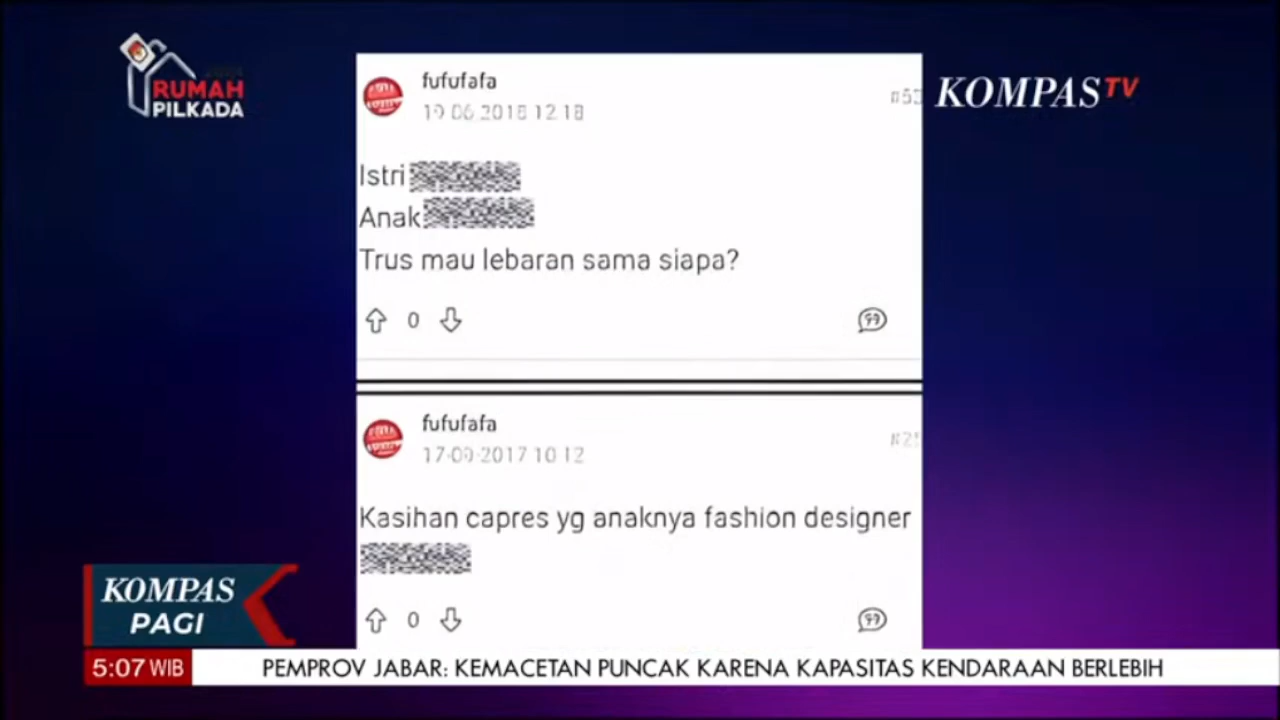 RUMAH
PILKADA
KOMPAS TV
fufufafa
19-06-2018 12:18
Istri
Anak
Trus mau lebaran sama siapa?
0
fufufafa
17-09-2017 10:12
Kasihan capres yg anaknya fashion designer
0
KOMPAS
PAGI
5:07 WIB
PEMPROV JABAR: KEMACETAN PUNCAK KARENA KAPASITAS KENDARAAN BERLEBIH